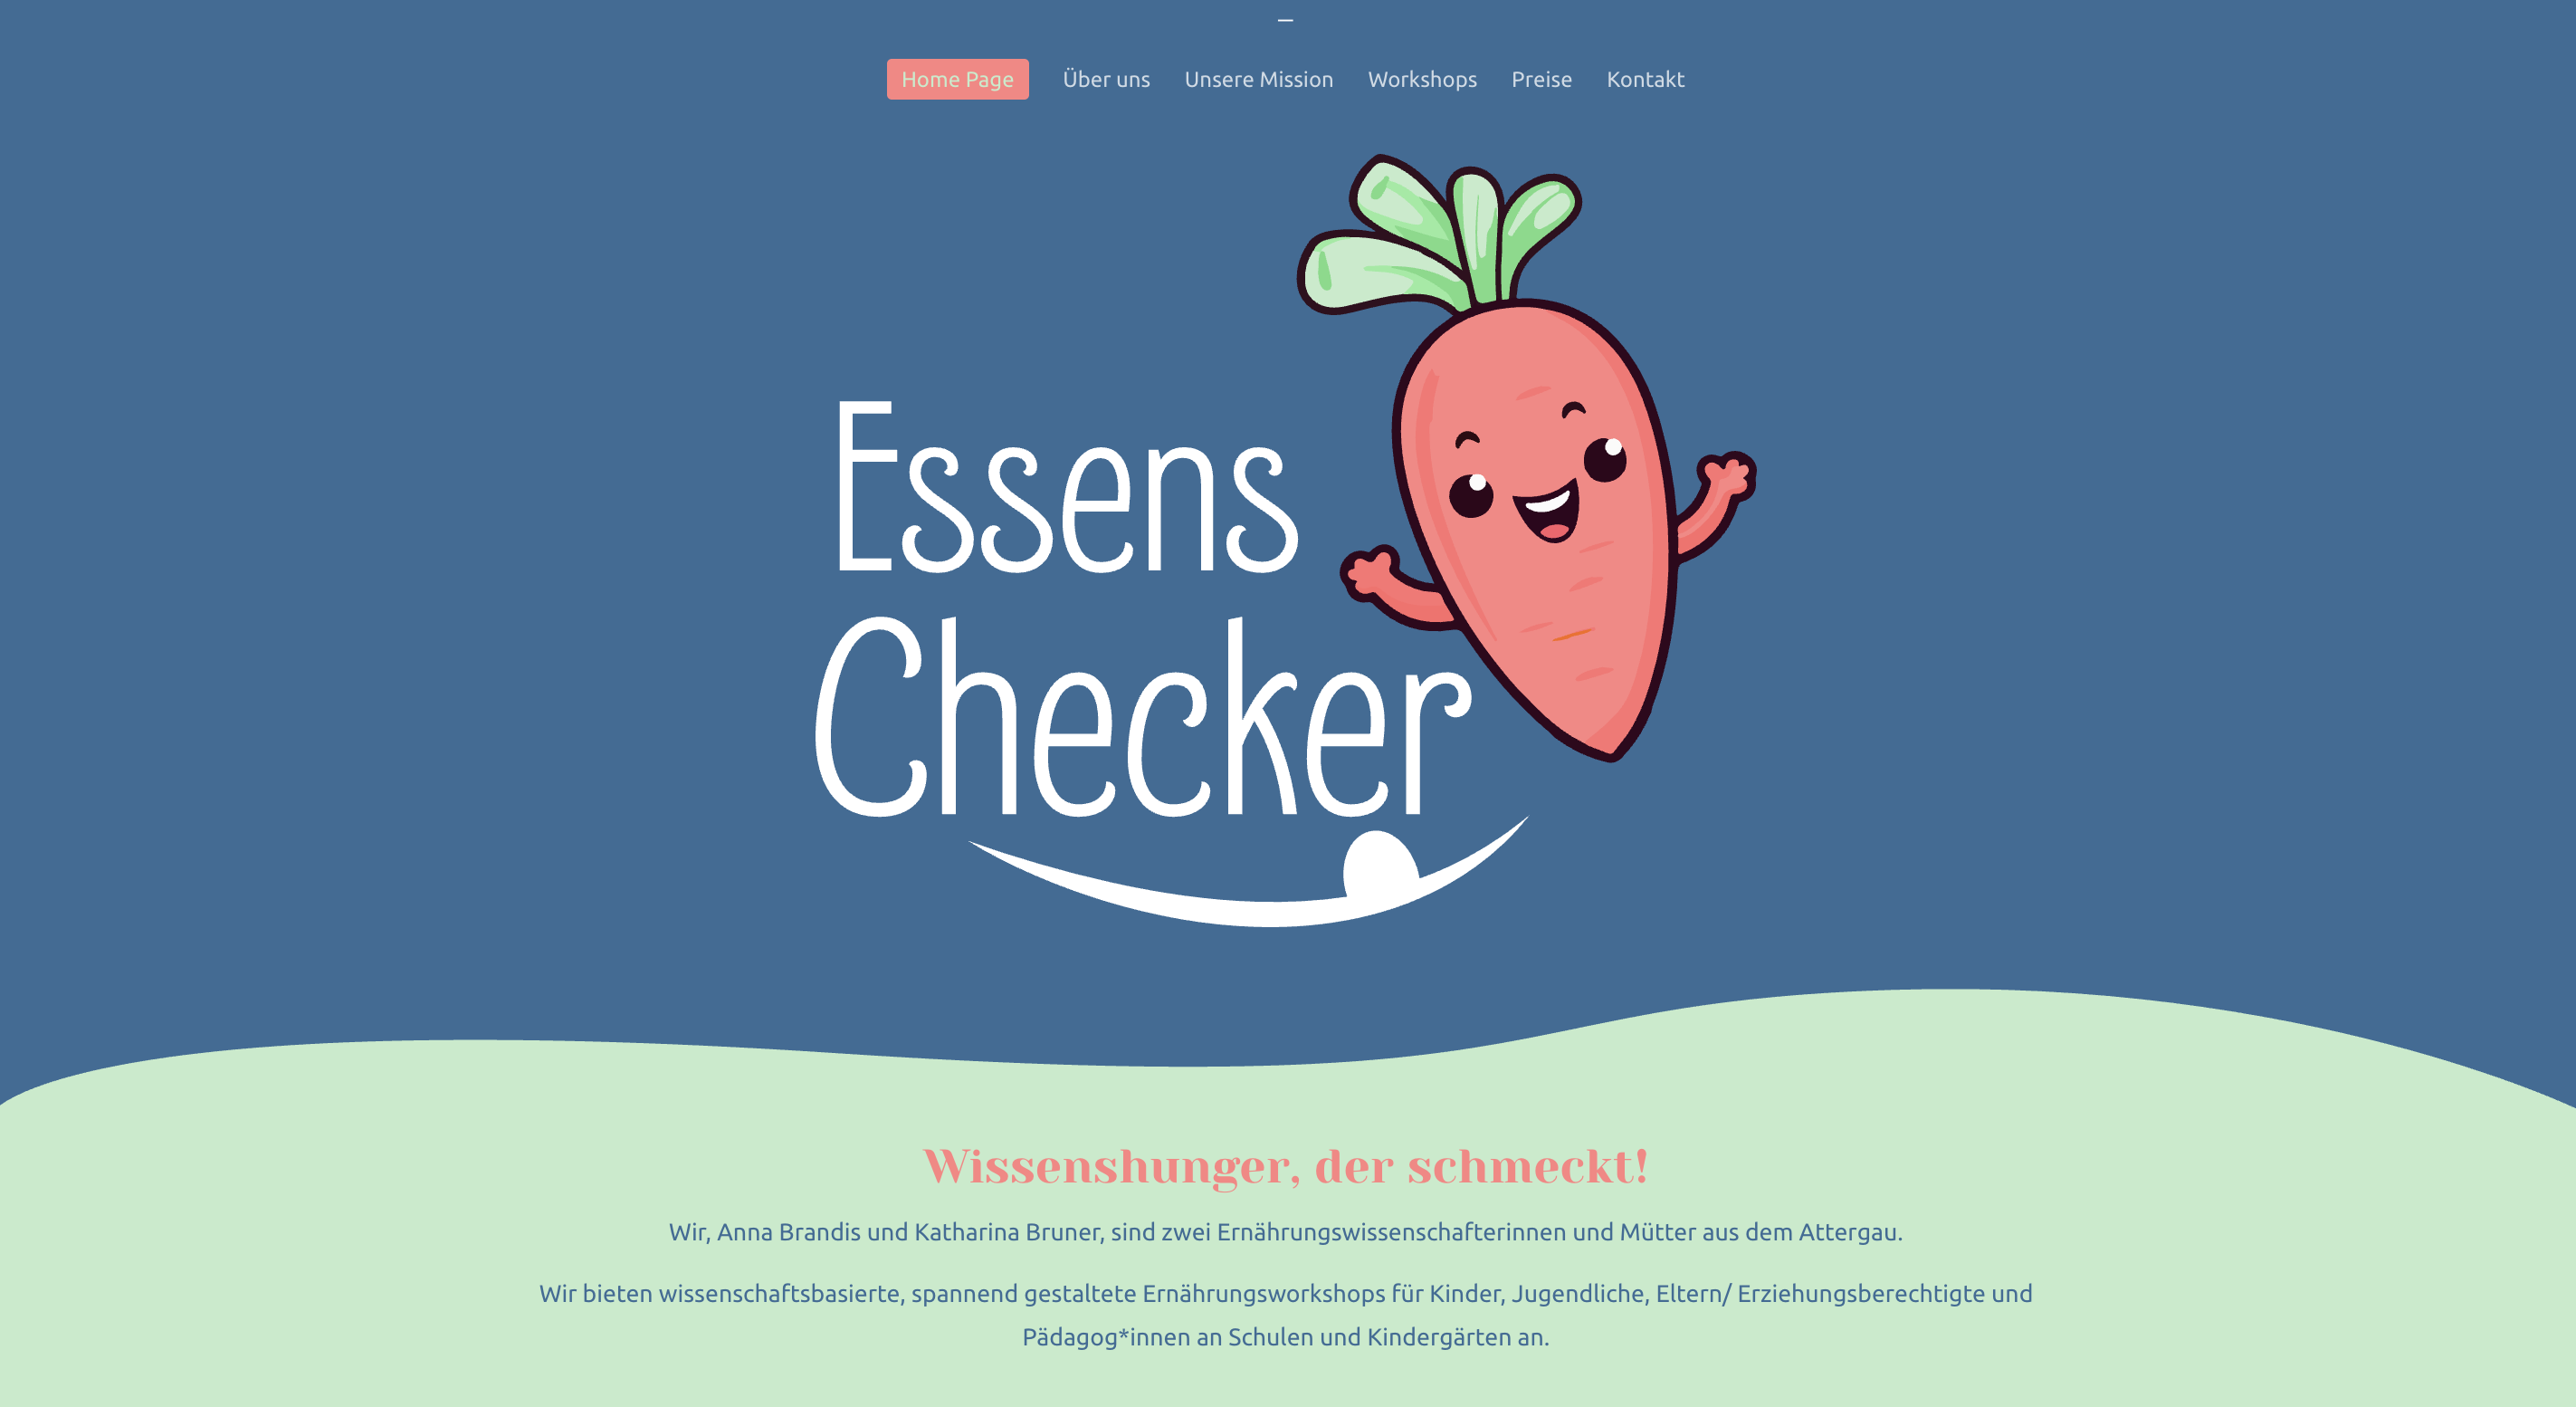 –
Home Page Über uns Unsere Mission Workshops Preise Kontakt
Essens
Checker
Wissenshunger, der schmeckt!
Wir, Anna Brandis und Katharina Bruner, sind zwei Ernährungswissenschafterinnen und Mütter aus dem Attergau.
Wir bieten wissenschaftsbasierte, spannend gestaltete Ernährungsworkshops für Kinder, Jugendliche, Eltern/ Erziehungsberechtigte und
Pädagog*innen an Schulen und Kindergärten an.